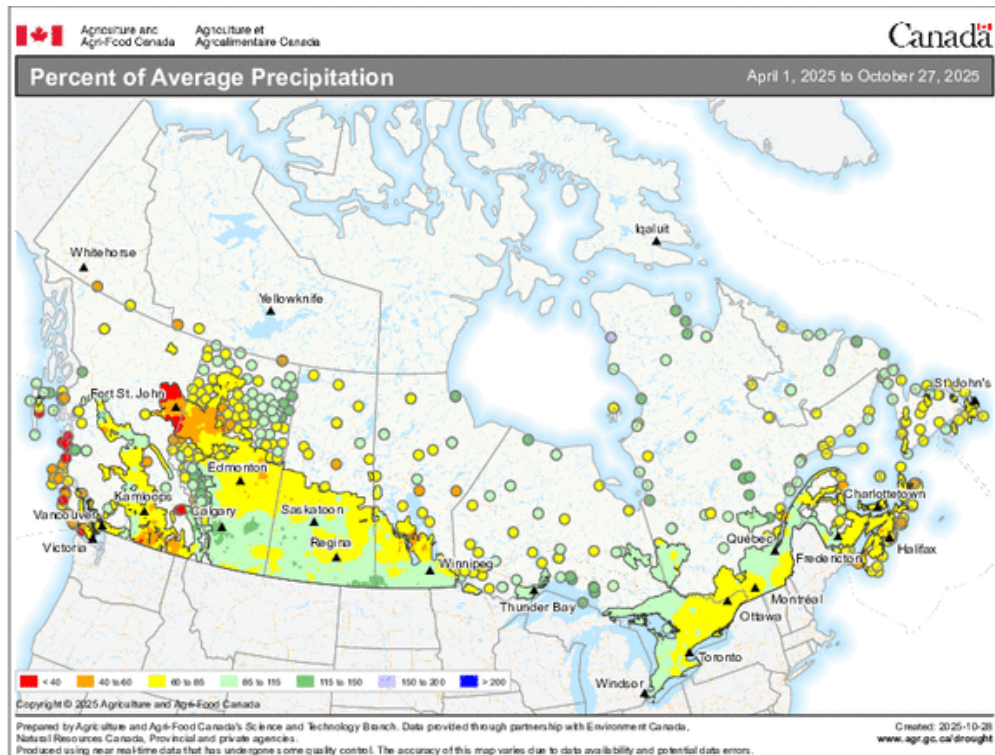 Agriculture and
Agri-Food Canada
Agriculture et
Agroalimentaire Canada
Canada
Percent of Average Precipitation
April 1, 2025 to October 27, 2025
Iqaluit
Whitehorse
Yellowknife
Fort St. John
St. John's
Edmonton
Kamloops
Calgary
Saskatoon
Charlottetown
Vancouver
Regina
Québec
Victoria
Winnipeg
Fredericton
Halifax
Thunder Bay
Montréal
Ottawa
Toronto
Windsor
< 40
40 to 60
60 to 85
85 to 115
115 to 150
150 to 200
> 200
Copyright © 2025 Agriculture and Agri-Food Canada
Prepared by Agriculture and Agri-Food Canada's Science and Technology Branch. Data provided through partnership with Environment Canada,
Natural Resources Canada, Provincial and private agencies.
Produced using near real-time data that has undergone some quality control. The accuracy of this map varies due to data availability and potential data errors.
Created: 2025-10-28
www.agr.gc.ca/drought